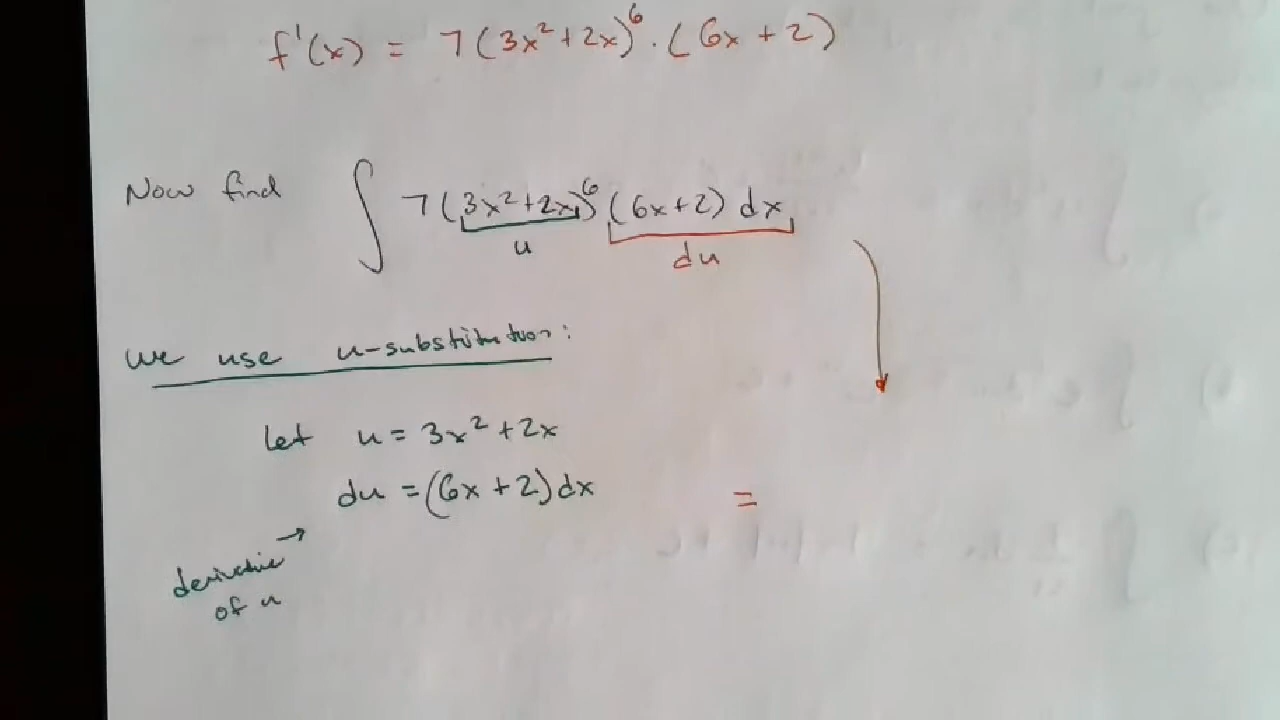 f'(x) = 7(3x²+2x)⁶ · (6x + 2)
Now find ∫ 7(3x²+2x)⁶ (6x+2) dx
u du
We use u-substitution:
let u = 3x² + 2x
du = (6x + 2) dx
=
derivative →
of u